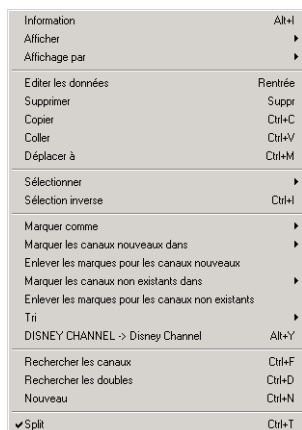 Information Alt+I
Afficher
Affichage par
Editer les données Rentrée
Supprimer Suppr
Copier Ctrl+C
Coller Ctrl+V
Déplacer à Ctrl+M
Sélectionner
Sélection inverse Ctrl+I
Marquer comme
Marquer les canaux nouveaux dans
Enlever les marques pour les canaux nouveaux
Marquer les canaux non existants dans
Enlever les marques pour les canaux non existants
Tri
DISNEY CHANNEL -> Disney Channel Alt+Y
Rechercher les canaux Ctrl+F
Rechercher les doubles Ctrl+D
Nouveau Ctrl+N
Split Ctrl+T